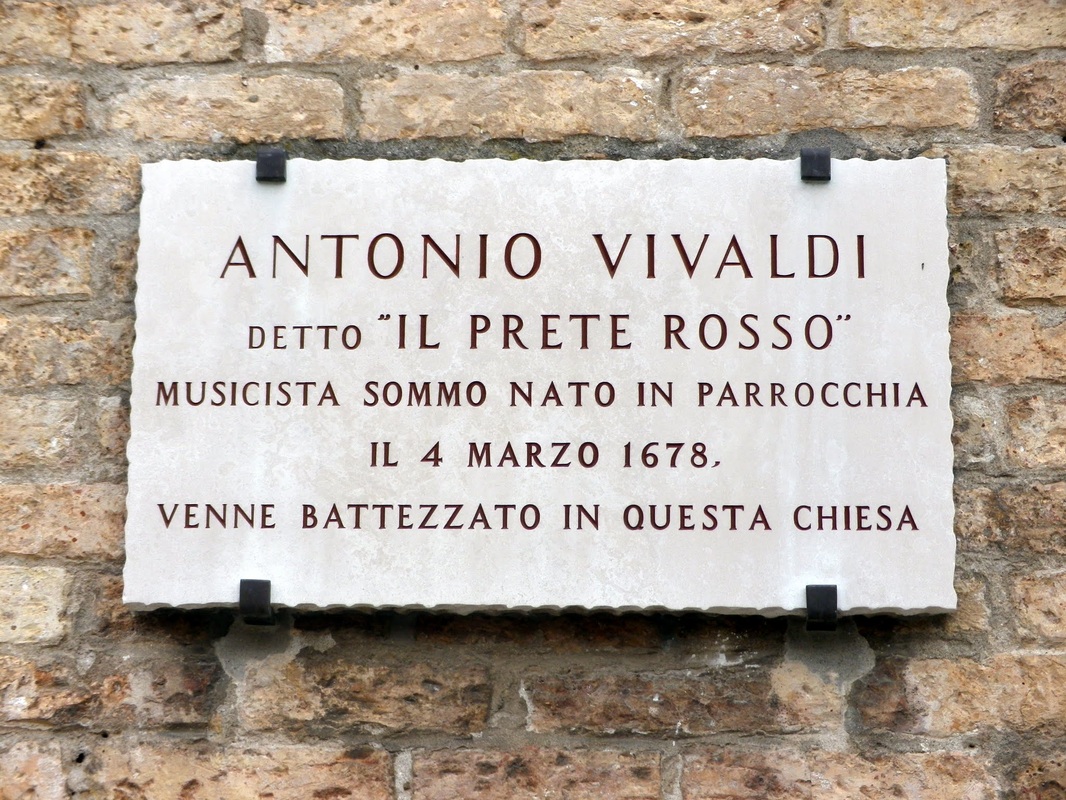 ANTONIO VIVALDI
DETTO "IL PRETE ROSSO"
MUSICISTA SOMMO NATO IN PARROCCHIA
IL 4 MARZO 1678,
VENNE BATTEZZATO IN QUESTA CHIESA